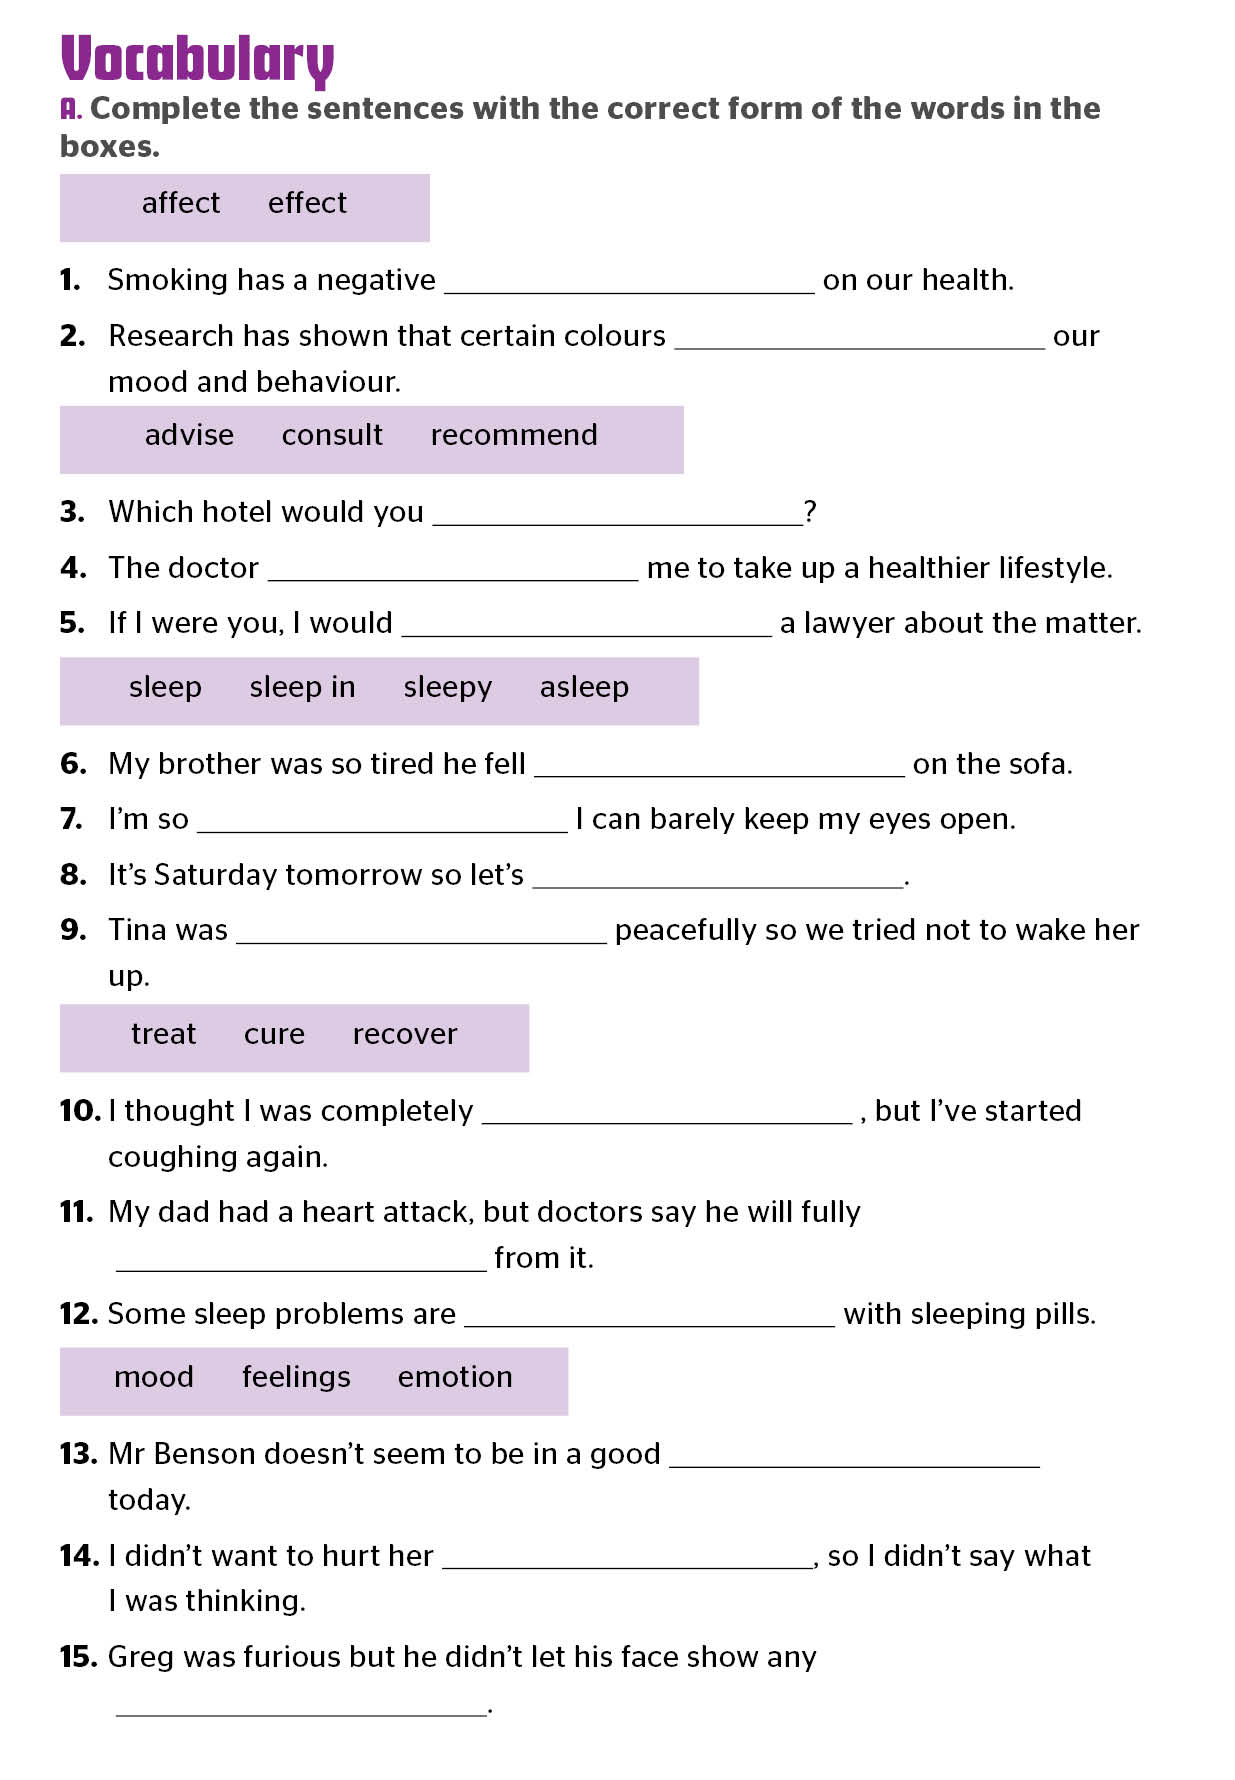 Vocabulary
A. Complete the sentences with the correct form of the words in the
boxes.
affect effect
1. Smoking has a negative ______________________ on our health.
2. Research has shown that certain colours ______________________ our
mood and behaviour.
advise consult recommend
3. Which hotel would you ______________________?
4. The doctor ______________________ me to take up a healthier lifestyle.
5. If I were you, I would ______________________ a lawyer about the matter.
sleep sleep in sleepy asleep
6. My brother was so tired he fell ______________________ on the sofa.
7. I’m so ______________________ I can barely keep my eyes open.
8. It’s Saturday tomorrow so let’s ______________________.
9. Tina was ______________________ peacefully so we tried not to wake her
up.
treat cure recover
10. I thought I was completely ______________________ , but I’ve started
coughing again.
11. My dad had a heart attack, but doctors say he will fully
______________________ from it.
12. Some sleep problems are ______________________ with sleeping pills.
mood feelings emotion
13. Mr Benson doesn’t seem to be in a good ______________________
today.
14. I didn’t want to hurt her ______________________, so I didn’t say what
I was thinking.
15. Greg was furious but he didn’t let his face show any
______________________.